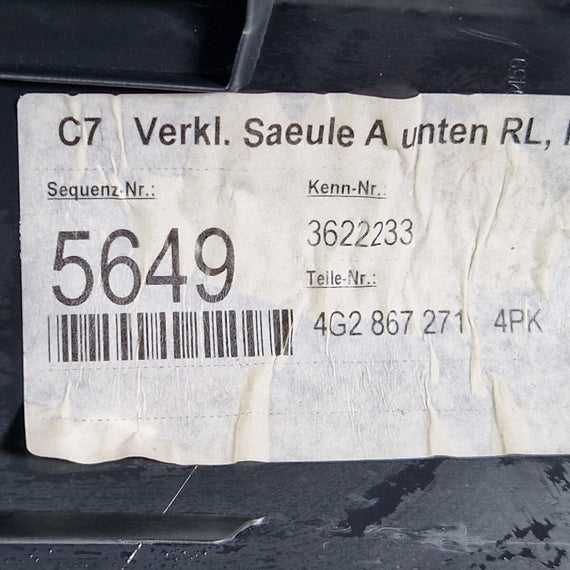 C7 Verkl. Saeule A unten RL,
Sequenz-Nr.:
Kenn-Nr.:
5649
3622233
Teile-Nr.:
4G2 867 271 4PK